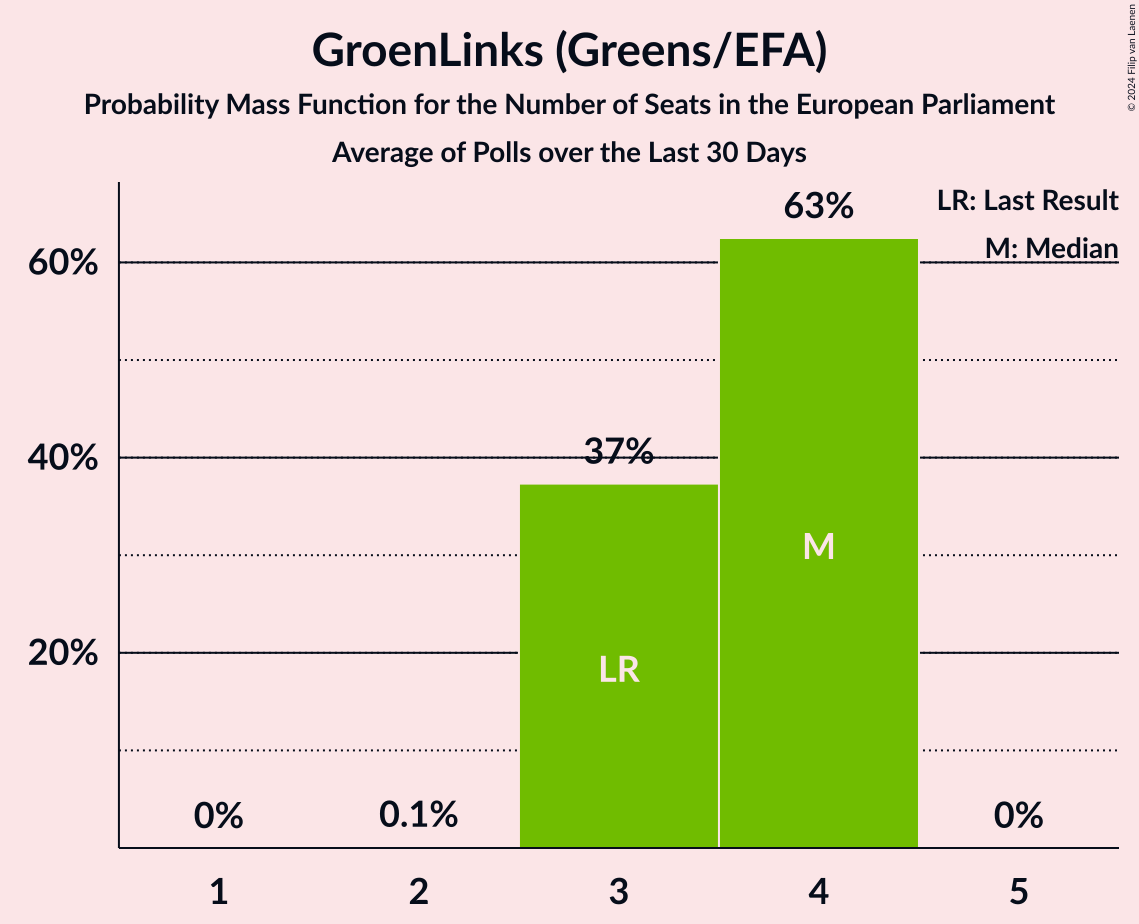 GroenLinks (Greens/EFA)
Probability Mass Function for the Number of Seats in the European Parliament
Average of Polls over the Last 30 Days
© 2024 Filip van Laenen
LR: Last Result
M: Median
63%
60%
37%
40%
M
LR
20%
0%
0.1%
0%
1
2
3
4
5